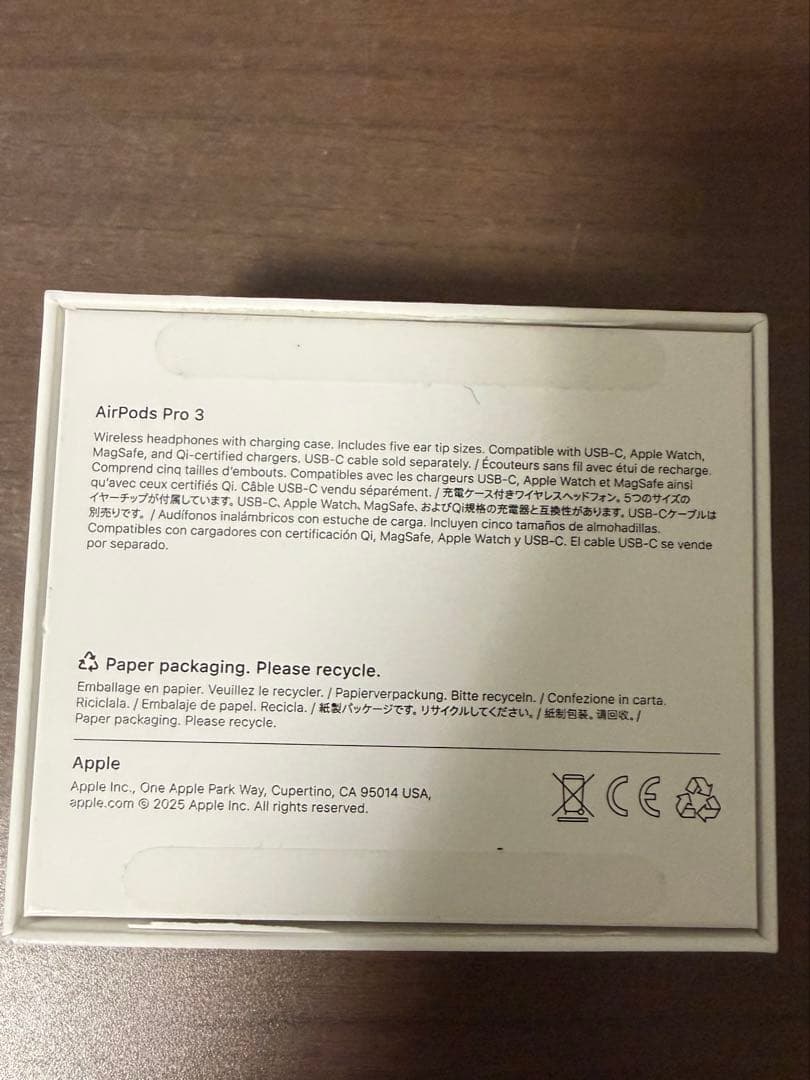 AirPods Pro 3
Wireless headphones with charging case. Includes five ear tip sizes. Compatible with USB-C, Apple Watch,
MagSafe, and Qi-certified chargers. USB-C cable sold separately. / Écouteurs sans fil avec étui de recharge.
Comprend cinq tailles d'embouts. Compatibles avec les chargeurs USB-C, Apple Watch et MagSafe ainsi
qu'avec ceux certifiés Qi. Câble USB-C vendu séparément. / 充電ケース付きワイヤレスヘッドフォン。5つのサイズの
イヤーチップが付属しています。USB-C、Apple Watch、MagSafe、およびQi規格の充電器と互換性があります。USB-Cケーブルは
別売りです。 / Audífonos inalámbricos con estuche de carga. Incluyen cinco tamaños de almohadillas.
Compatibles con cargadores con certificación Qi, MagSafe, Apple Watch y USB-C. El cable USB-C se vende
por separado.
Paper packaging. Please recycle.
Emballage en papier. Veuillez le recycler. / Papierverpackung. Bitte recyceln. / Confezione in carta.
Riciclala. / Embalaje de papel. Recicla. / 紙製パッケージです。リサイクルしてください。/ 纸制包装。请回收。/
Paper packaging. Please recycle.
Apple
Apple Inc., One Apple Park Way, Cupertino, CA 95014 USA,
apple.com © 2025 Apple Inc. All rights reserved.
CE